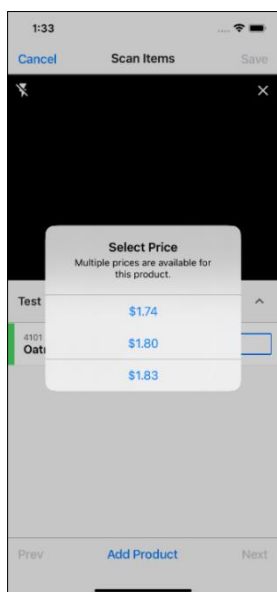 1:33
Cancel
Scan Items
Save
Select Price
Multiple prices are available for
this product.
$1.74
$1.80
$1.83
Test
4101
Prev
Add Product
Next